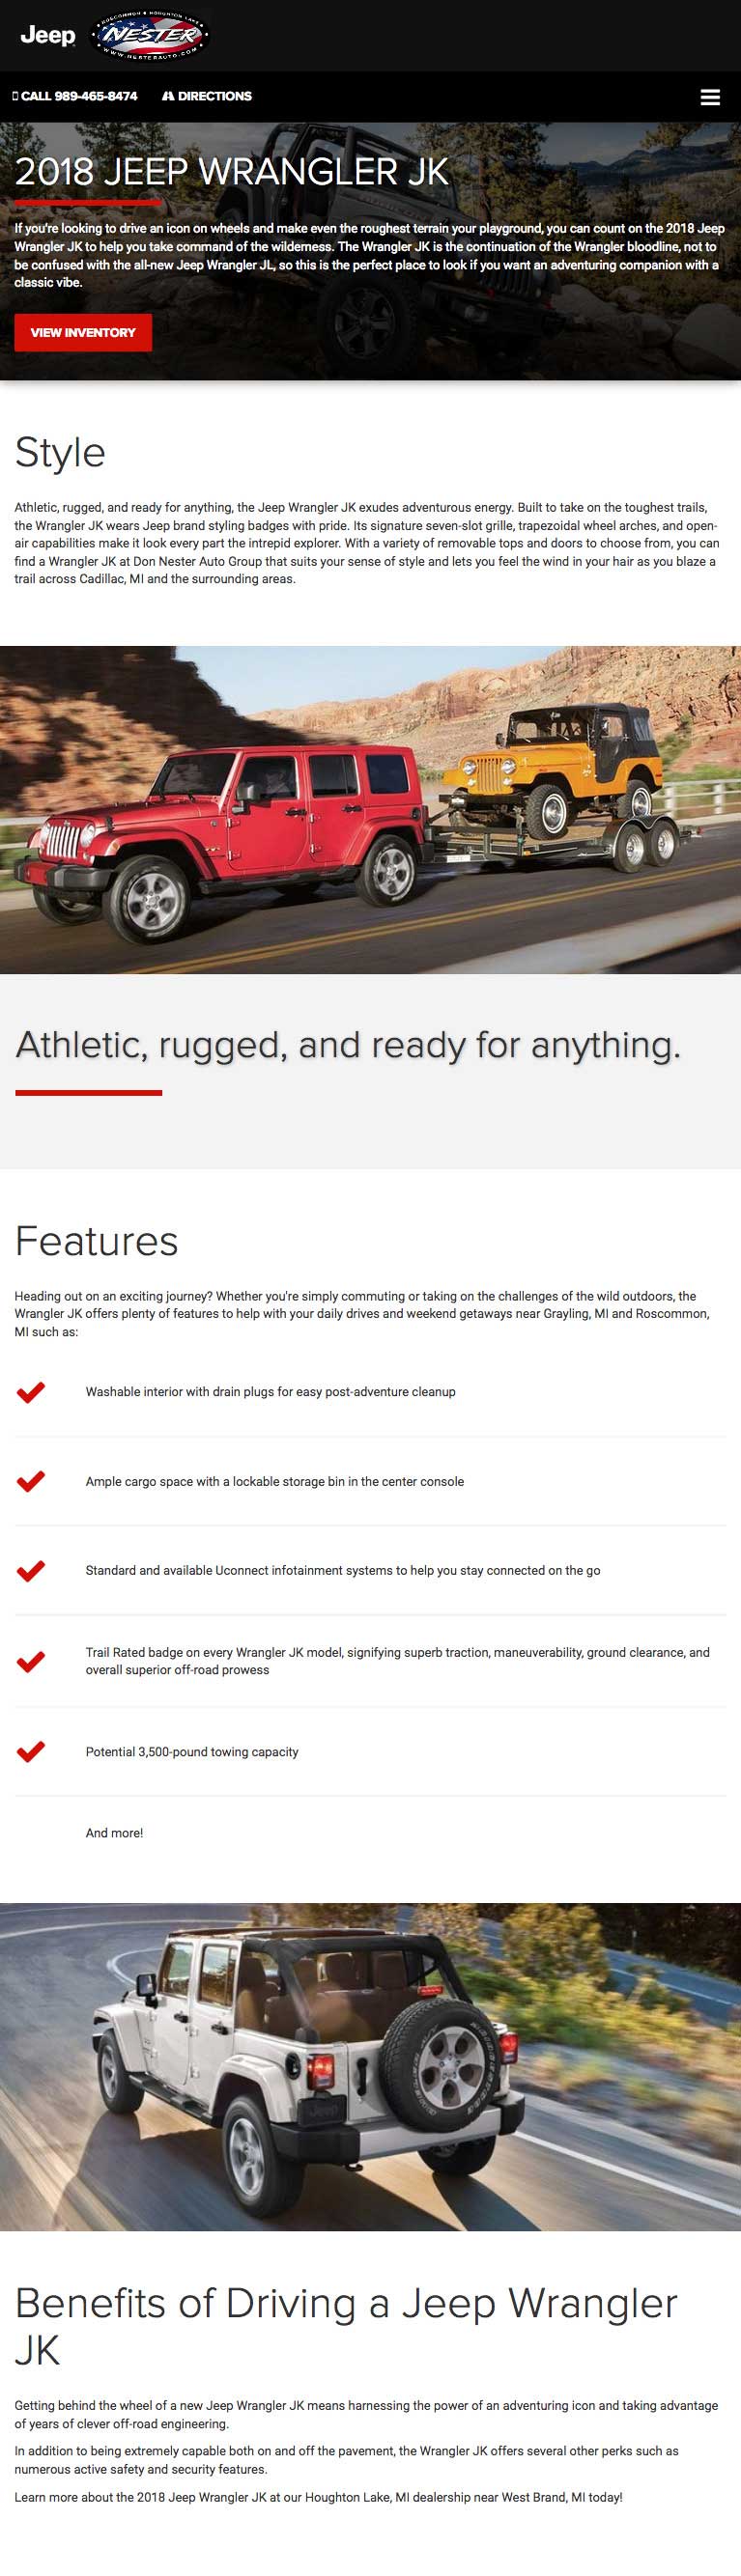 Jeep
ROSCOMMON • HOUGHTON LAKE
NESTER
WWW.NESTERAUTO.COM
CALL 989-465-8474 DIRECTIONS
2018 JEEP WRANGLER JK
If you're looking to drive an icon on wheels and make even the roughest terrain your playground, you can count on the 2018 Jeep
Wrangler JK to help you take command of the wilderness. The Wrangler JK is the continuation of the Wrangler bloodline, not to
be confused with the all-new Jeep Wrangler JL, so this is the perfect place to look if you want an adventuring companion with a
classic vibe.
VIEW INVENTORY
Style
Athletic, rugged, and ready for anything, the Jeep Wrangler JK exudes adventurous energy. Built to take on the toughest trails,
the Wrangler JK wears Jeep brand styling badges with pride. Its signature seven-slot grille, trapezoidal wheel arches, and open-
air capabilities make it look every part the intrepid explorer. With a variety of removable tops and doors to choose from, you can
find a Wrangler JK at Don Nester Auto Group that suits your sense of style and lets you feel the wind in your hair as you blaze a
trail across Cadillac, MI and the surrounding areas.
Athletic, rugged, and ready for anything.
Features
Heading out on an exciting journey? Whether you're simply commuting or taking on the challenges of the wild outdoors, the
Wrangler JK offers plenty of features to help with your daily drives and weekend getaways near Grayling, MI and Roscommon,
MI such as:
Washable interior with drain plugs for easy post-adventure cleanup
Ample cargo space with a lockable storage bin in the center console
Standard and available Uconnect infotainment systems to help you stay connected on the go
Trail Rated badge on every Wrangler JK model, signifying superb traction, maneuverability, ground clearance, and
overall superior off-road prowess
Potential 3,500-pound towing capacity
And more!
Jeep
Benefits of Driving a Jeep Wrangler
JK
Getting behind the wheel of a new Jeep Wrangler JK means harnessing the power of an adventuring icon and taking advantage
of years of clever off-road engineering.
In addition to being extremely capable both on and off the pavement, the Wrangler JK offers several other perks such as
numerous active safety and security features.
Learn more about the 2018 Jeep Wrangler JK at our Houghton Lake, MI dealership near West Brand, MI today!